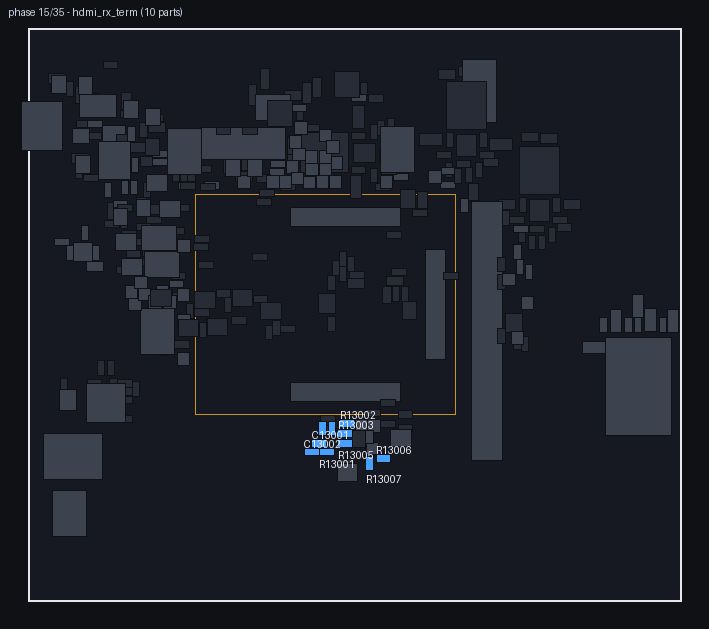 phase 15/35 - hdmi_rx_term (10 parts)
R13002
R13003
C13001
C13002
R13005
R13006
R13001
R13007